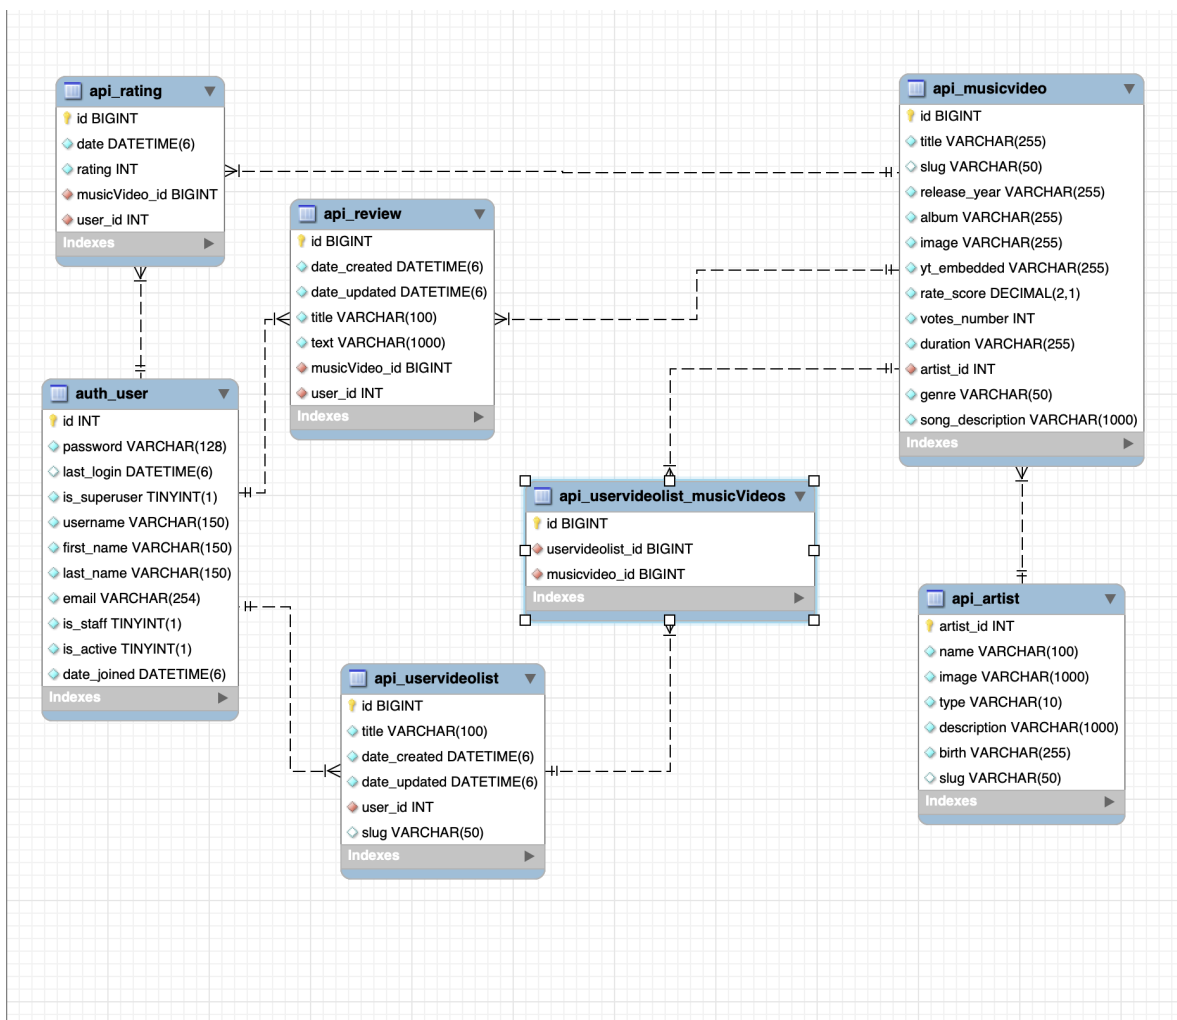 api_rating
id BIGINT
date DATETIME(6)
rating INT
musicVideo_id BIGINT
user_id INT
Indexes
api_review
id BIGINT
date_created DATETIME(6)
date_updated DATETIME(6)
title VARCHAR(100)
text VARCHAR(1000)
musicVideo_id BIGINT
user_id INT
Indexes
api_musicvideo
id BIGINT
title VARCHAR(255)
slug VARCHAR(50)
release_year VARCHAR(255)
album VARCHAR(255)
image VARCHAR(255)
yt_embedded VARCHAR(255)
rate_score DECIMAL(2,1)
votes_number INT
duration VARCHAR(255)
artist_id INT
genre VARCHAR(50)
song_description VARCHAR(1000)
Indexes
auth_user
id INT
password VARCHAR(128)
last_login DATETIME(6)
is_superuser TINYINT(1)
username VARCHAR(150)
first_name VARCHAR(150)
last_name VARCHAR(150)
email VARCHAR(254)
is_staff TINYINT(1)
is_active TINYINT(1)
date_joined DATETIME(6)
Indexes
api_uservideolist_musicVideos
id BIGINT
uservideolist_id BIGINT
musicvideo_id BIGINT
Indexes
api_artist
artist_id INT
name VARCHAR(100)
image VARCHAR(1000)
type VARCHAR(10)
description VARCHAR(1000)
birth VARCHAR(255)
slug VARCHAR(50)
Indexes
api_uservideolist
id BIGINT
title VARCHAR(100)
date_created DATETIME(6)
date_updated DATETIME(6)
user_id INT
slug VARCHAR(50)
Indexes